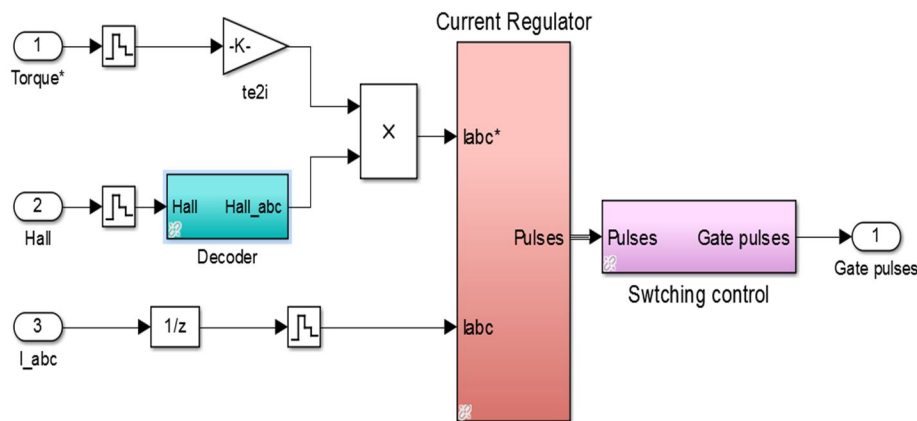 Current Regulator
1
Torque*
-K-
te2i
X
Iabc*
2
Hall
Hall Hall_abc
Decoder
Pulses
Pulses Gate pulses
Swtching control
1
Gate pulses
3
I_abc
1/z
Iabc